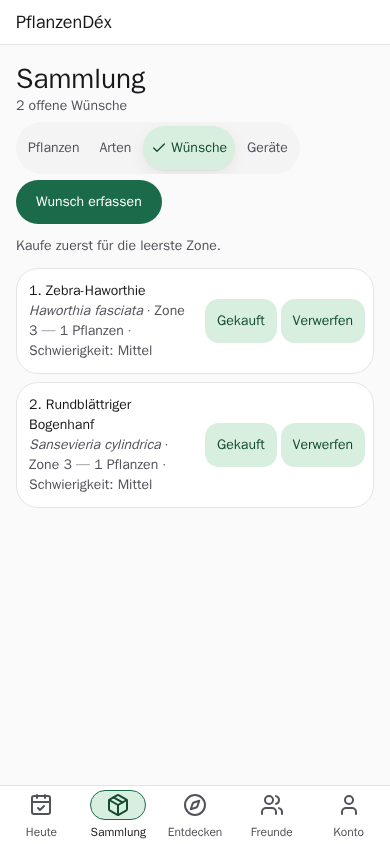 PflanzenDéx
Sammlung
2 offene Wünsche
Pflanzen Arten Wünsche Geräte
Wunsch erfassen
Kaufe zuerst für die leerste Zone.
1. Zebra-Haworthie
Haworthia fasciata · Zone
3 — 1 Pflanzen ·
Schwierigkeit: Mittel
Gekauft Verwerfen
2. Rundblättriger
Bogenhanf
Sansevieria cylindrica ·
Zone 3 — 1 Pflanzen ·
Schwierigkeit: Mittel
Gekauft Verwerfen
Heute Sammlung Entdecken Freunde Konto